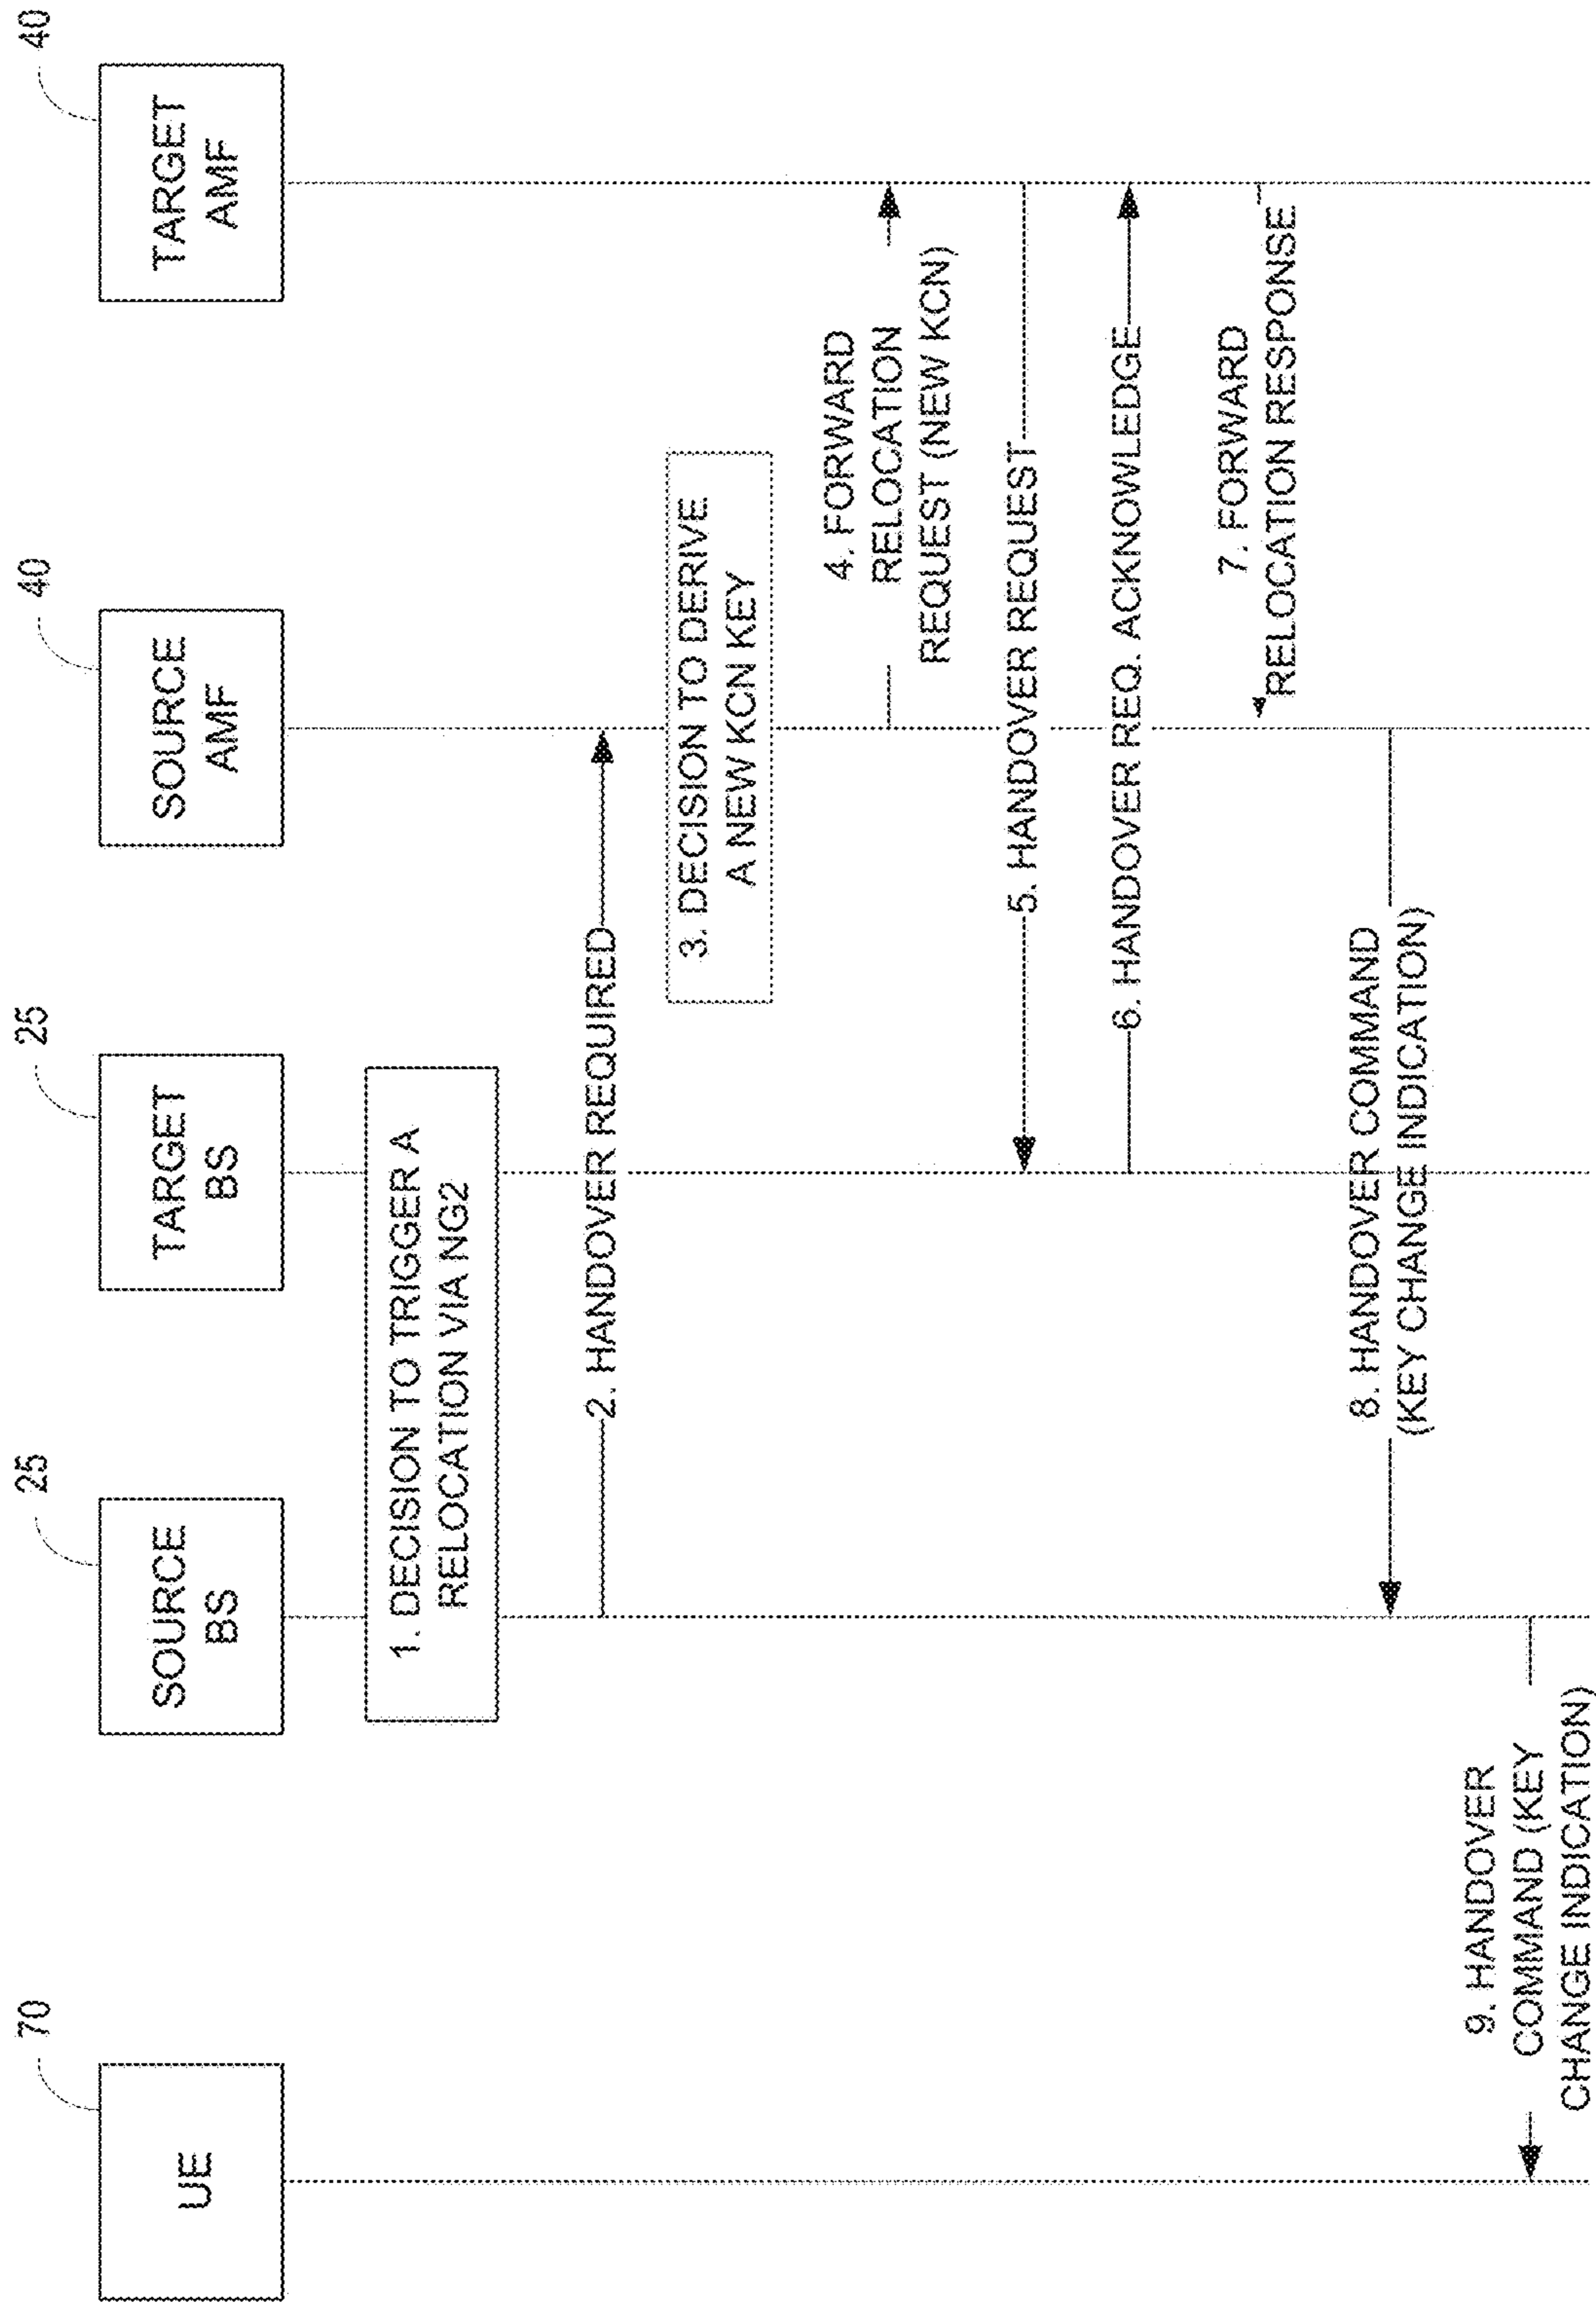 70
25
25
40
40
UE
SOURCE
BS
TARGET
BS
SOURCE
AMF
TARGET
AMF
1. DECISION TO TRIGGER A
RELOCATION VIA NG2
2. HANDOVER REQUIRED
3. DECISION TO DERIVE
A NEW KCN KEY
4. FORWARD
RELOCATION
REQUEST (NEW KCN)
5. HANDOVER REQUEST
6. HANDOVER REQ. ACKNOWLEDGE
7. FORWARD
RELOCATION RESPONSE
8. HANDOVER COMMAND
(KEY CHANGE INDICATION)
9. HANDOVER
COMMAND (KEY
CHANGE INDICATION)